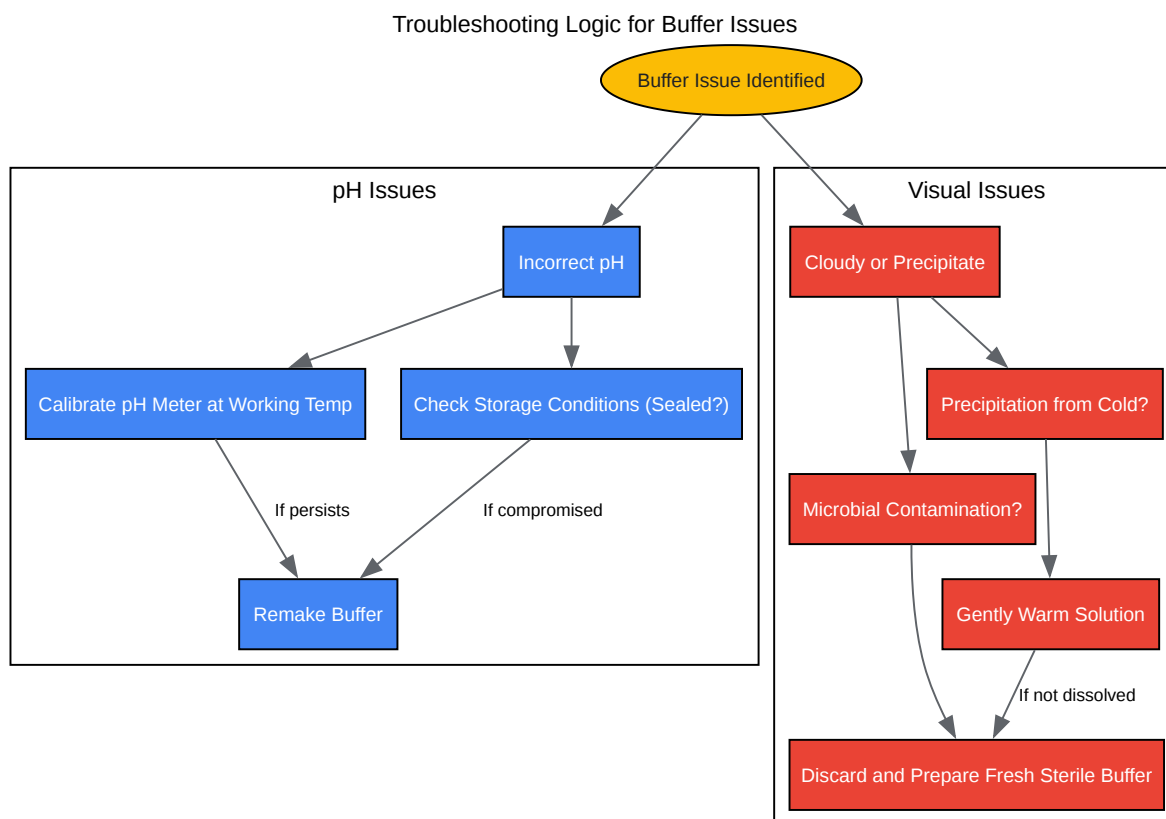 Troubleshooting Logic for Buffer Issues
Buffer Issue Identified
pH Issues
Incorrect pH
Calibrate pH Meter at Working Temp
Check Storage Conditions (Sealed?)
If persists
If compromised
Remake Buffer
Visual Issues
Cloudy or Precipitate
Precipitation from Cold?
Microbial Contamination?
Gently Warm Solution
If not dissolved
Discard and Prepare Fresh Sterile Buffer